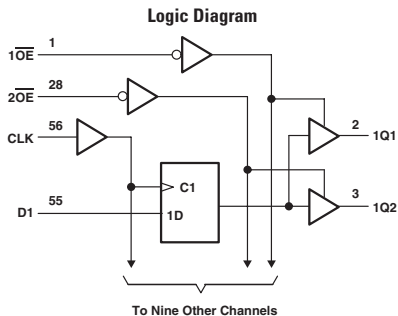 Logic Diagram
1OE 1
2OE 28
CLK 56
2 1Q1
C1
3 1Q2
D1 55 1D
To Nine Other Channels